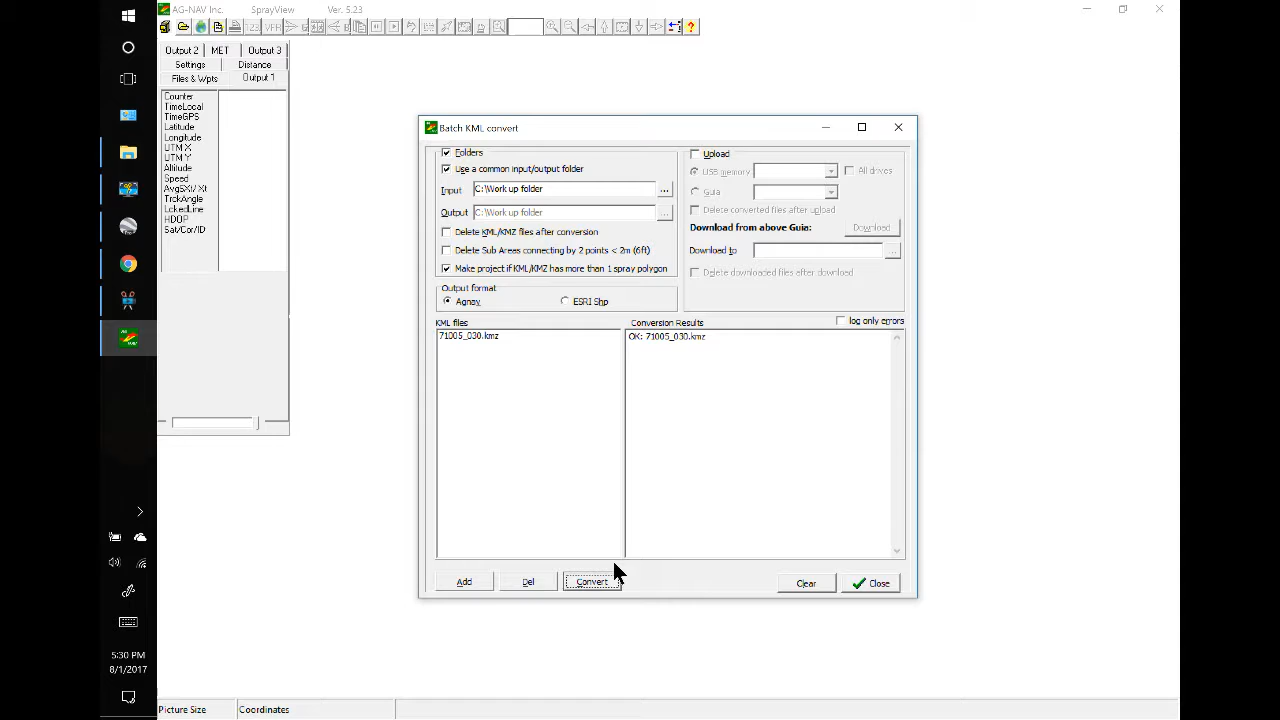 AG-NAV Inc. SprayView Ver. 5.23
123 VFR
Output 2 MET Output 3
Settings Distance
Files & Wpts Output 1
Counter
TimeLocal
TimeGPS
Latitude
Longitude
UTM X
UTM Y
Altitude
Speed
AvgSXt/ Xt
TrckAngle
LckedLine
HDOP
Sat/Cor/ID
Batch KML convert
Folders
Use a common input/output folder
Input C:\Work up folder ...
Output C:\Work up folder ...
Delete KML/KMZ files after conversion
Delete Sub Areas connecting by 2 points < 2m (6ft)
Make project if KML/KMZ has more than 1 spray polygon
Output format
Agnav ESRI Shp
Upload
USB memory All drives
Guia
Delete converted files after upload
Download from above Guia: Download
Download to ...
Delete downloaded files after download
KML files
71005_030.kmz
Conversion Results log only errors
OK: 71005_030.kmz
Add Del Convert Clear Close
5:30 PM
8/1/2017
Picture Size Coordinates